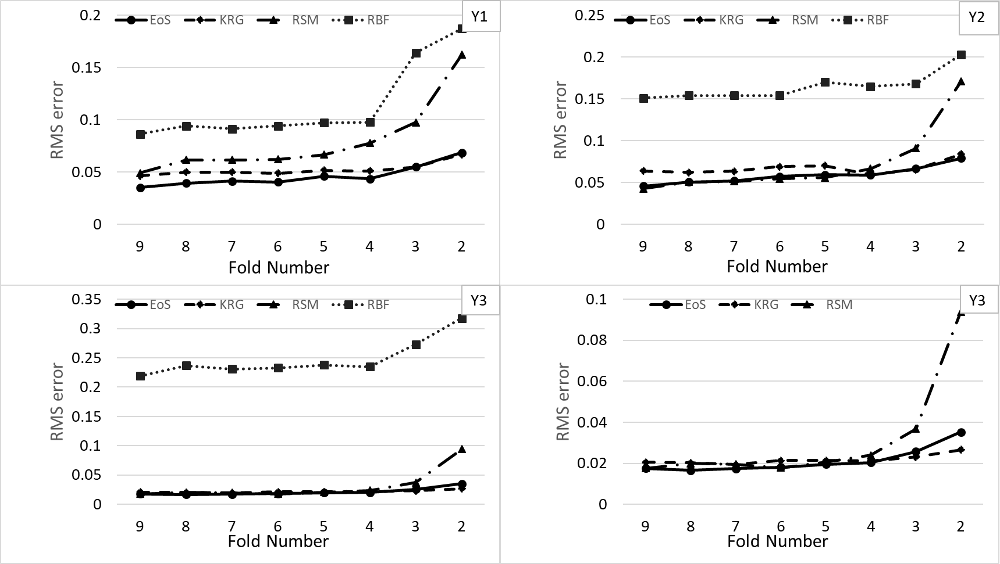 Y1
EoS KRG RSM RBF
0.2
0.15
0.1
0.05
0
RMS error
9 8 7 6 5 4 3 2
Fold Number
Y2
EoS KRG RSM RBF
0.25
0.2
0.15
0.1
0.05
0
RMS error
9 8 7 6 5 4 3 2
Fold Number
Y3
EoS KRG RSM RBF
0.35
0.3
0.25
0.2
0.15
0.1
0.05
0
RMS error
9 8 7 6 5 4 3 2
Fold Number
Y3
EoS KRG RSM
0.1
0.08
0.06
0.04
0.02
0
RMS error
9 8 7 6 5 4 3 2
Fold Number